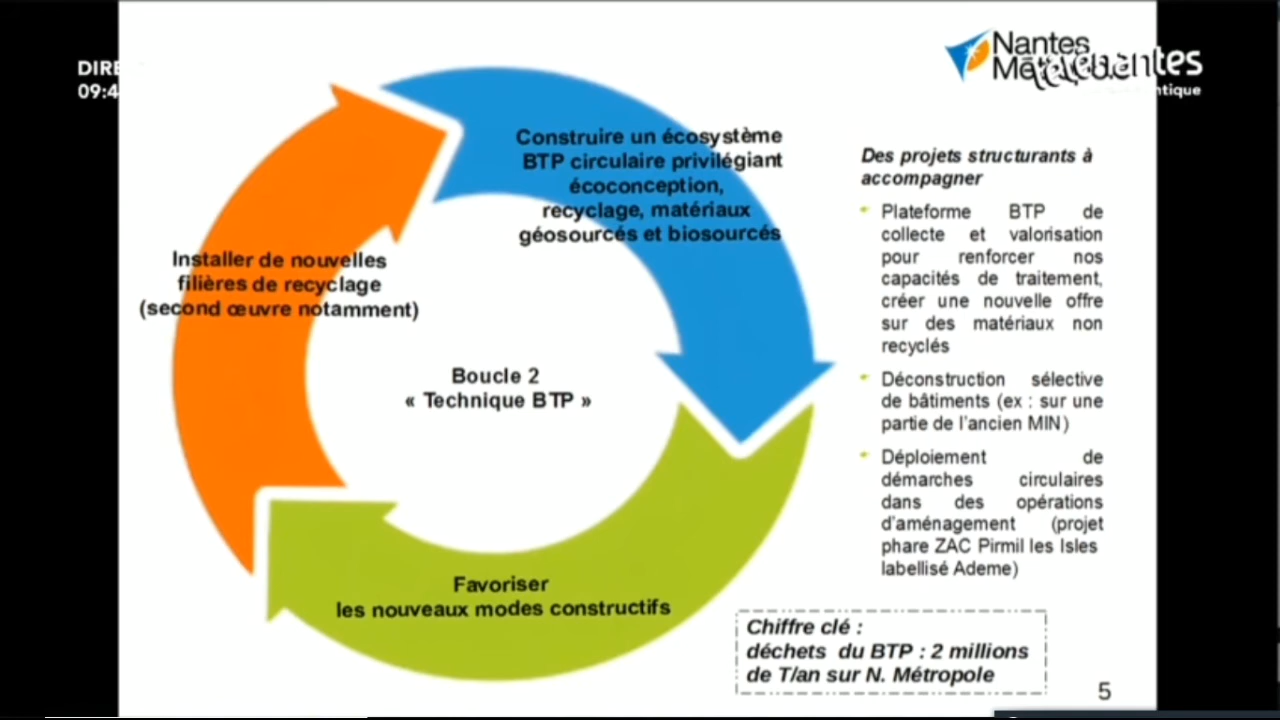 DIRE
09:4
Nantes
telenantes
ntique
Construire un écosystème
BTP circulaire privilégiant
écoconception,
recyclage, matériaux
géosourcés et biosourcés
Installer de nouvelles
filières de recyclage
(second œuvre notamment)
Boucle 2
« Technique BTP »
Favoriser
les nouveaux modes constructifs
Des projets structurants à
accompagner
Plateforme BTP de
collecte et valorisation
pour renforcer nos
capacités de traitement,
créer une nouvelle offre
sur des matériaux non
recyclés
Déconstruction sélective
de bâtiments (ex : sur une
partie de l'ancien MIN)
Déploiement de
démarches circulaires
dans des opérations
d'aménagement (projet
phare ZAC Pirmil les Isles
labellisé Ademe)
Chiffre clé :
déchets du BTP : 2 millions
de T/an sur N. Métropole
5